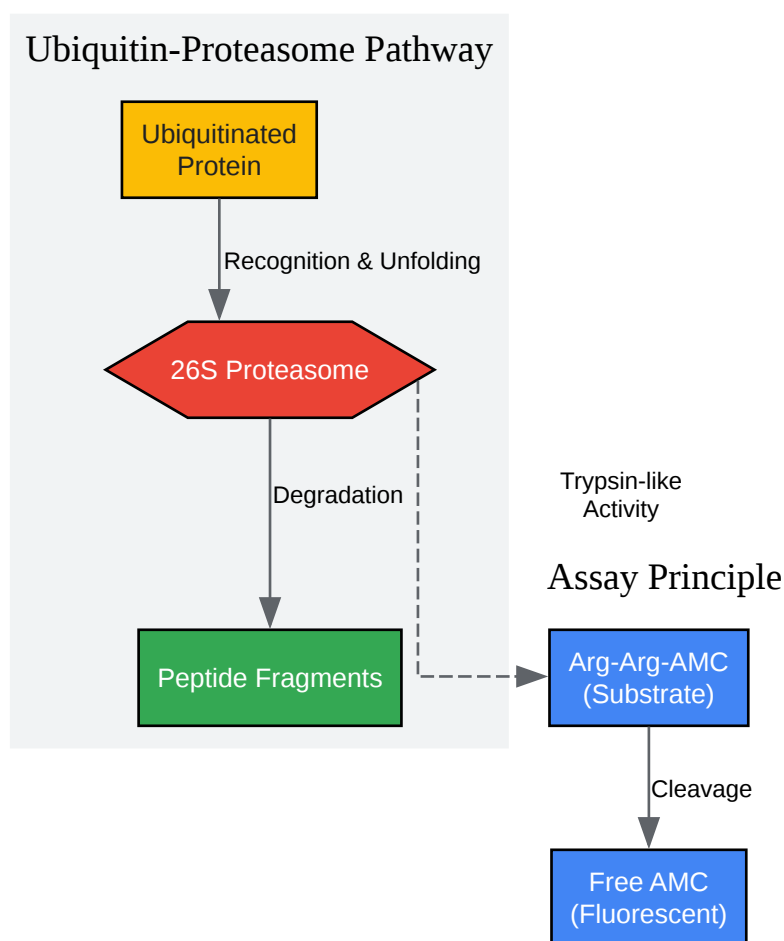 Ubiquitin-Proteasome Pathway
Ubiquitinated
Protein
Recognition & Unfolding
26S Proteasome
Degradation
Trypsin-like
Activity
Assay Principle
Peptide Fragments
Arg-Arg-AMC
(Substrate)
Cleavage
Free AMC
(Fluorescent)